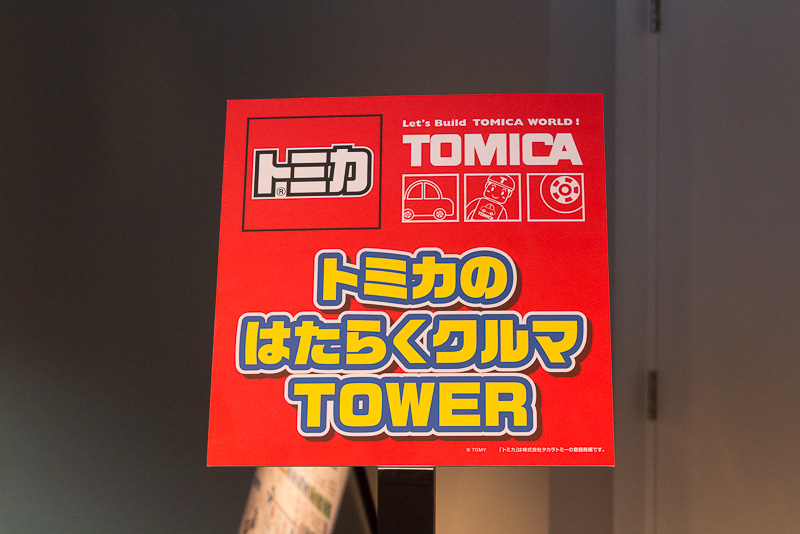 トミカ
®
Let's Build TOMICA WORLD!
TOMICA
T
TOMICA
トミカの
はたらくクルマ
TOWER
© TOMY 「トミカ」は株式会社タカラトミーの登録商標です。